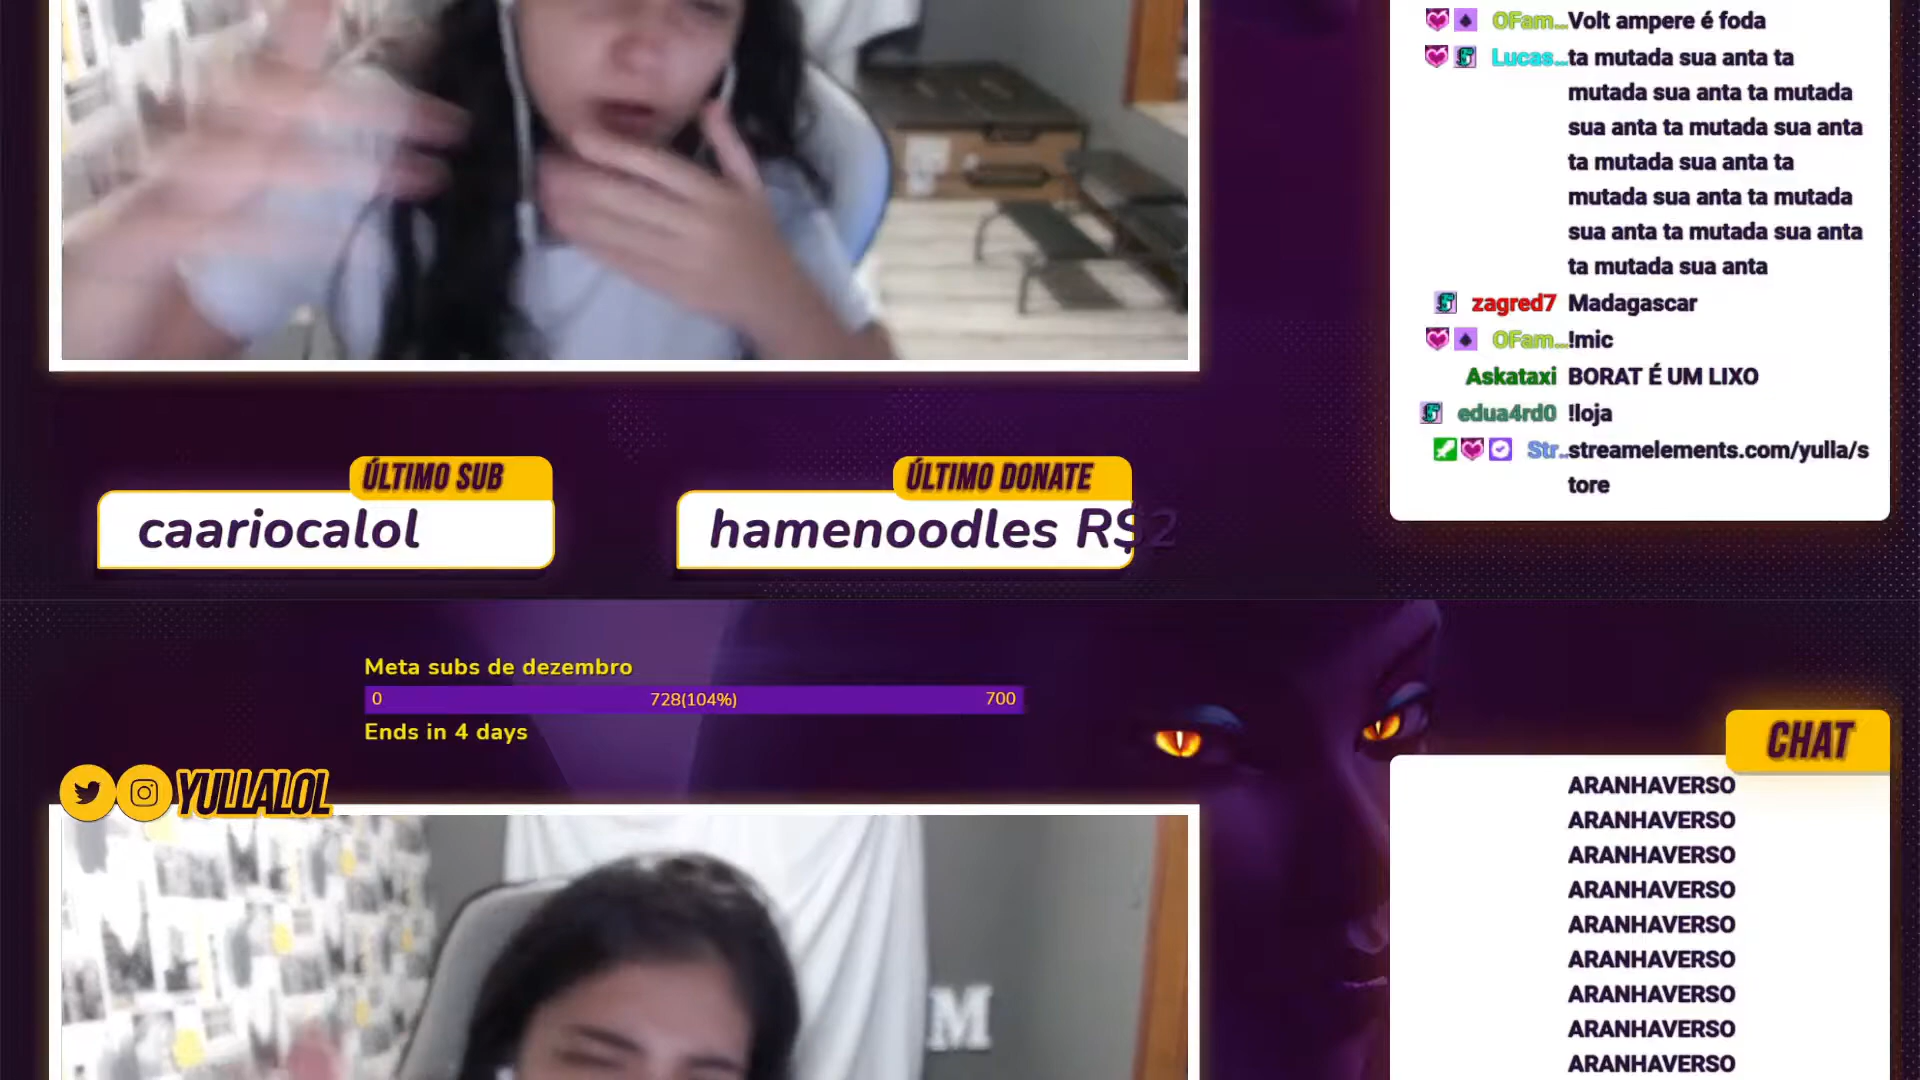 OFam...Volt ampere é foda
Lucas...ta mutada sua anta ta
mutada sua anta ta mutada
sua anta ta mutada sua anta
ta mutada sua anta ta
mutada sua anta ta mutada
sua anta ta mutada sua anta
ta mutada sua anta
zagred7 Madagascar
OFam...!mic
Askataxi BORAT É UM LIXO
edua4rd0 !loja
Str..streamelements.com/yulla/s
tore
ÚLTIMO SUB
caariocalol
ÚLTIMO DONATE
hamenoodles R$2
Meta subs de dezembro
0 728(104%) 700
Ends in 4 days
YULLALOL
M
CHAT
ARANHAVERSO
ARANHAVERSO
ARANHAVERSO
ARANHAVERSO
ARANHAVERSO
ARANHAVERSO
ARANHAVERSO
ARANHAVERSO
ARANHAVERSO